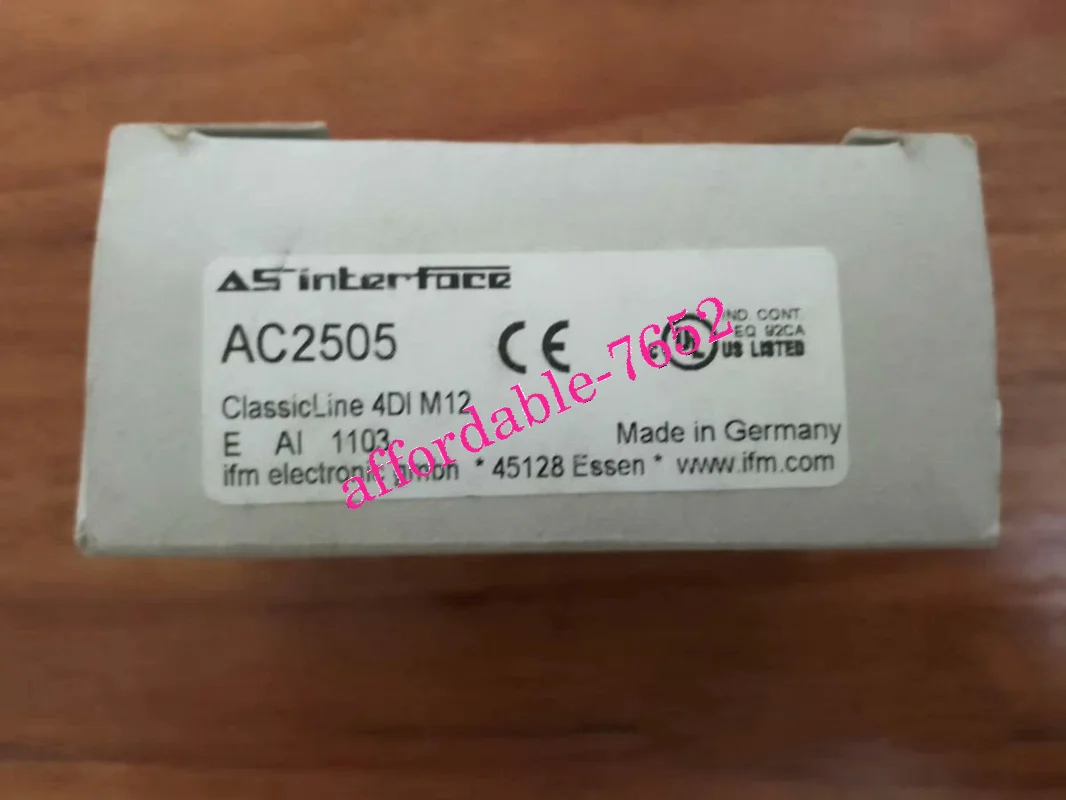 AS interface
AC2505
CE
IND. CONT. EQ 92CA
US LISTED
ClassicLine 4DI M12
E AI 1103
Made in Germany
ifm electronic gmbh * 45128 Essen * www.ifm.com
affordable-7652